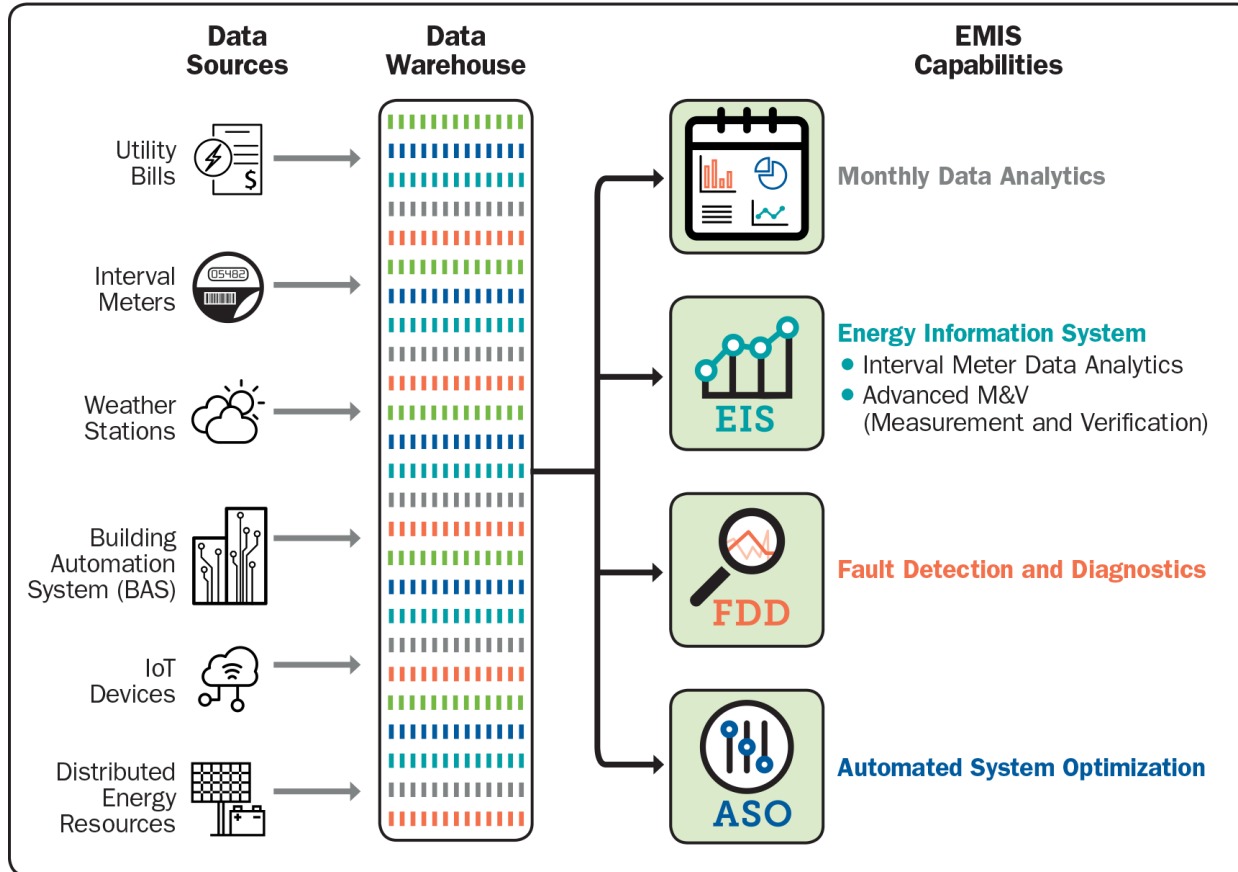 Data
Sources
Data
Warehouse
EMIS
Capabilities
Utility
Bills
$
Interval
Meters
05482
Weather
Stations
Building
Automation
System (BAS)
IoT
Devices
Distributed
Energy
Resources
Monthly Data Analytics
EIS
Energy Information System
• Interval Meter Data Analytics
• Advanced M&V
(Measurement and Verification)
FDD
Fault Detection and Diagnostics
ASO
Automated System Optimization